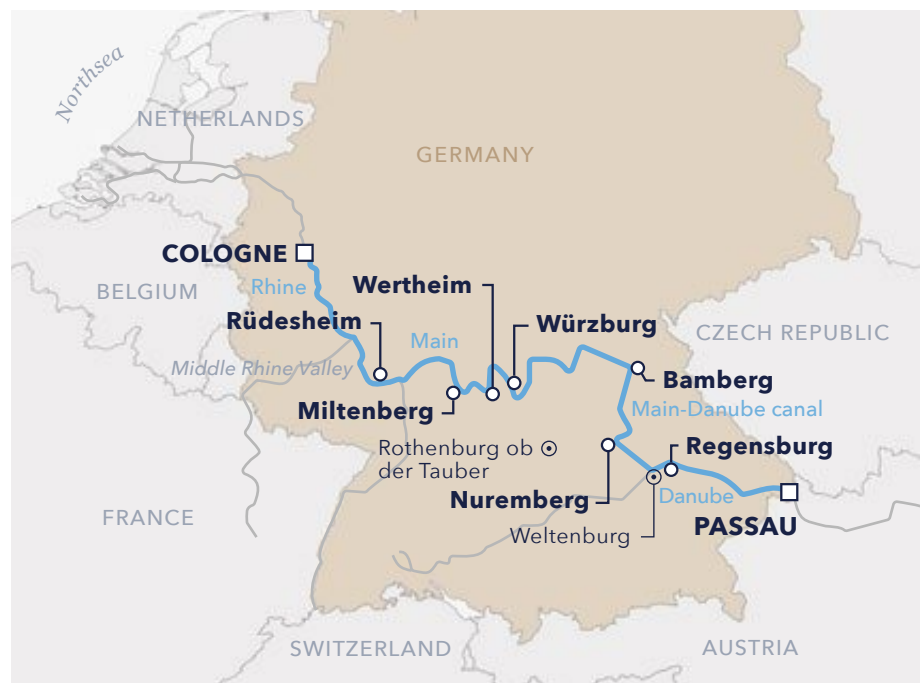 Northsea
NETHERLANDS
GERMANY
COLOGNE
BELGIUM
Rhine
Wertheim
Rüdesheim
Main
Würzburg
CZECH REPUBLIC
Middle Rhine Valley
Bamberg
Miltenberg
Main-Danube canal
Rothenburg ob
der Tauber
Regensburg
Nuremberg
Danube
FRANCE
Weltenburg
PASSAU
SWITZERLAND
AUSTRIA